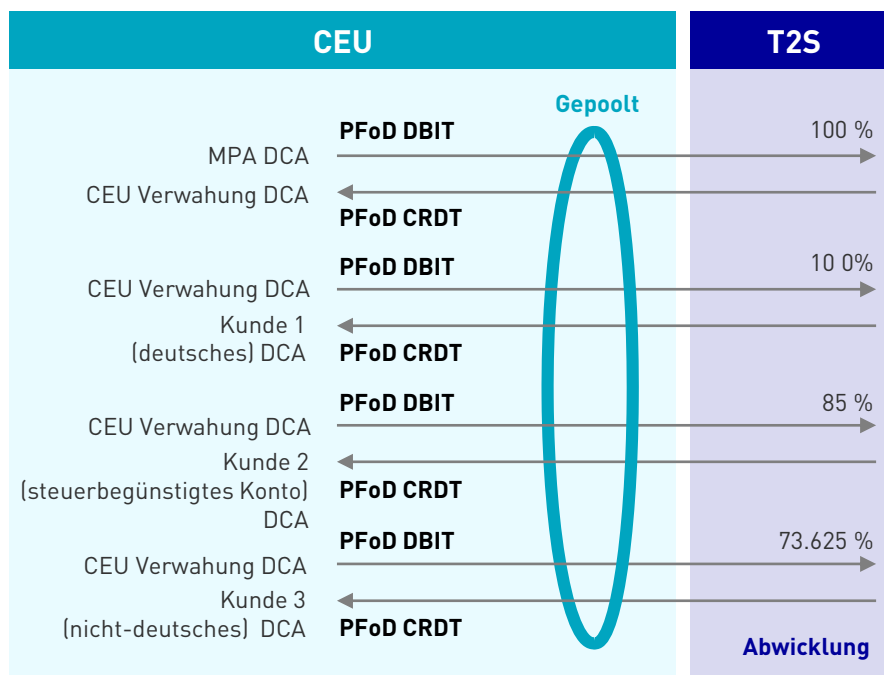 CEU
T2S
Gepoolt
PFoD DBIT
100 %
MPA DCA
CEU Verwahung DCA
PFoD CRDT
PFoD DBIT
10 0%
CEU Verwahung DCA
Kunde 1
(deutsches) DCA
PFoD CRDT
PFoD DBIT
85 %
CEU Verwahung DCA
Kunde 2
(steuerbegünstigtes Konto)
DCA
PFoD CRDT
PFoD DBIT
73.625 %
CEU Verwahung DCA
Kunde 3
(nicht-deutsches) DCA
PFoD CRDT
Abwicklung